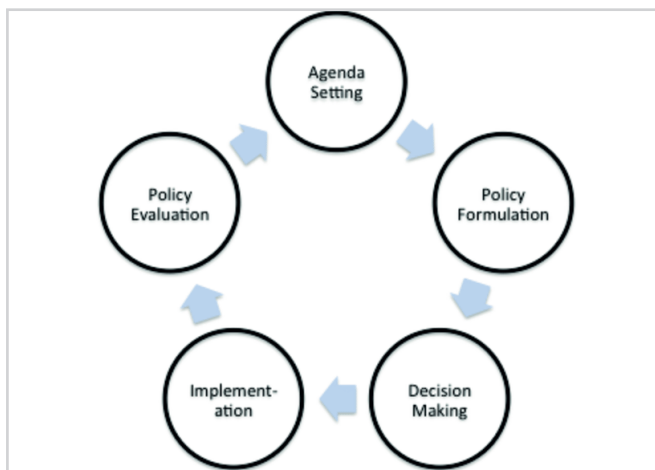 Agenda
Setting
Policy
Formulation
Decision
Making
Implement-
ation
Policy
Evaluation